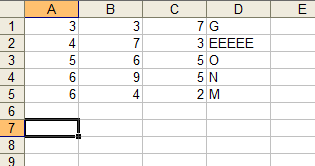 A B C D E
1 3 3 7 G
2 4 7 3 EEEEE
3 5 6 5 O
4 6 9 5 N
5 6 4 2 M
6
7
8
9